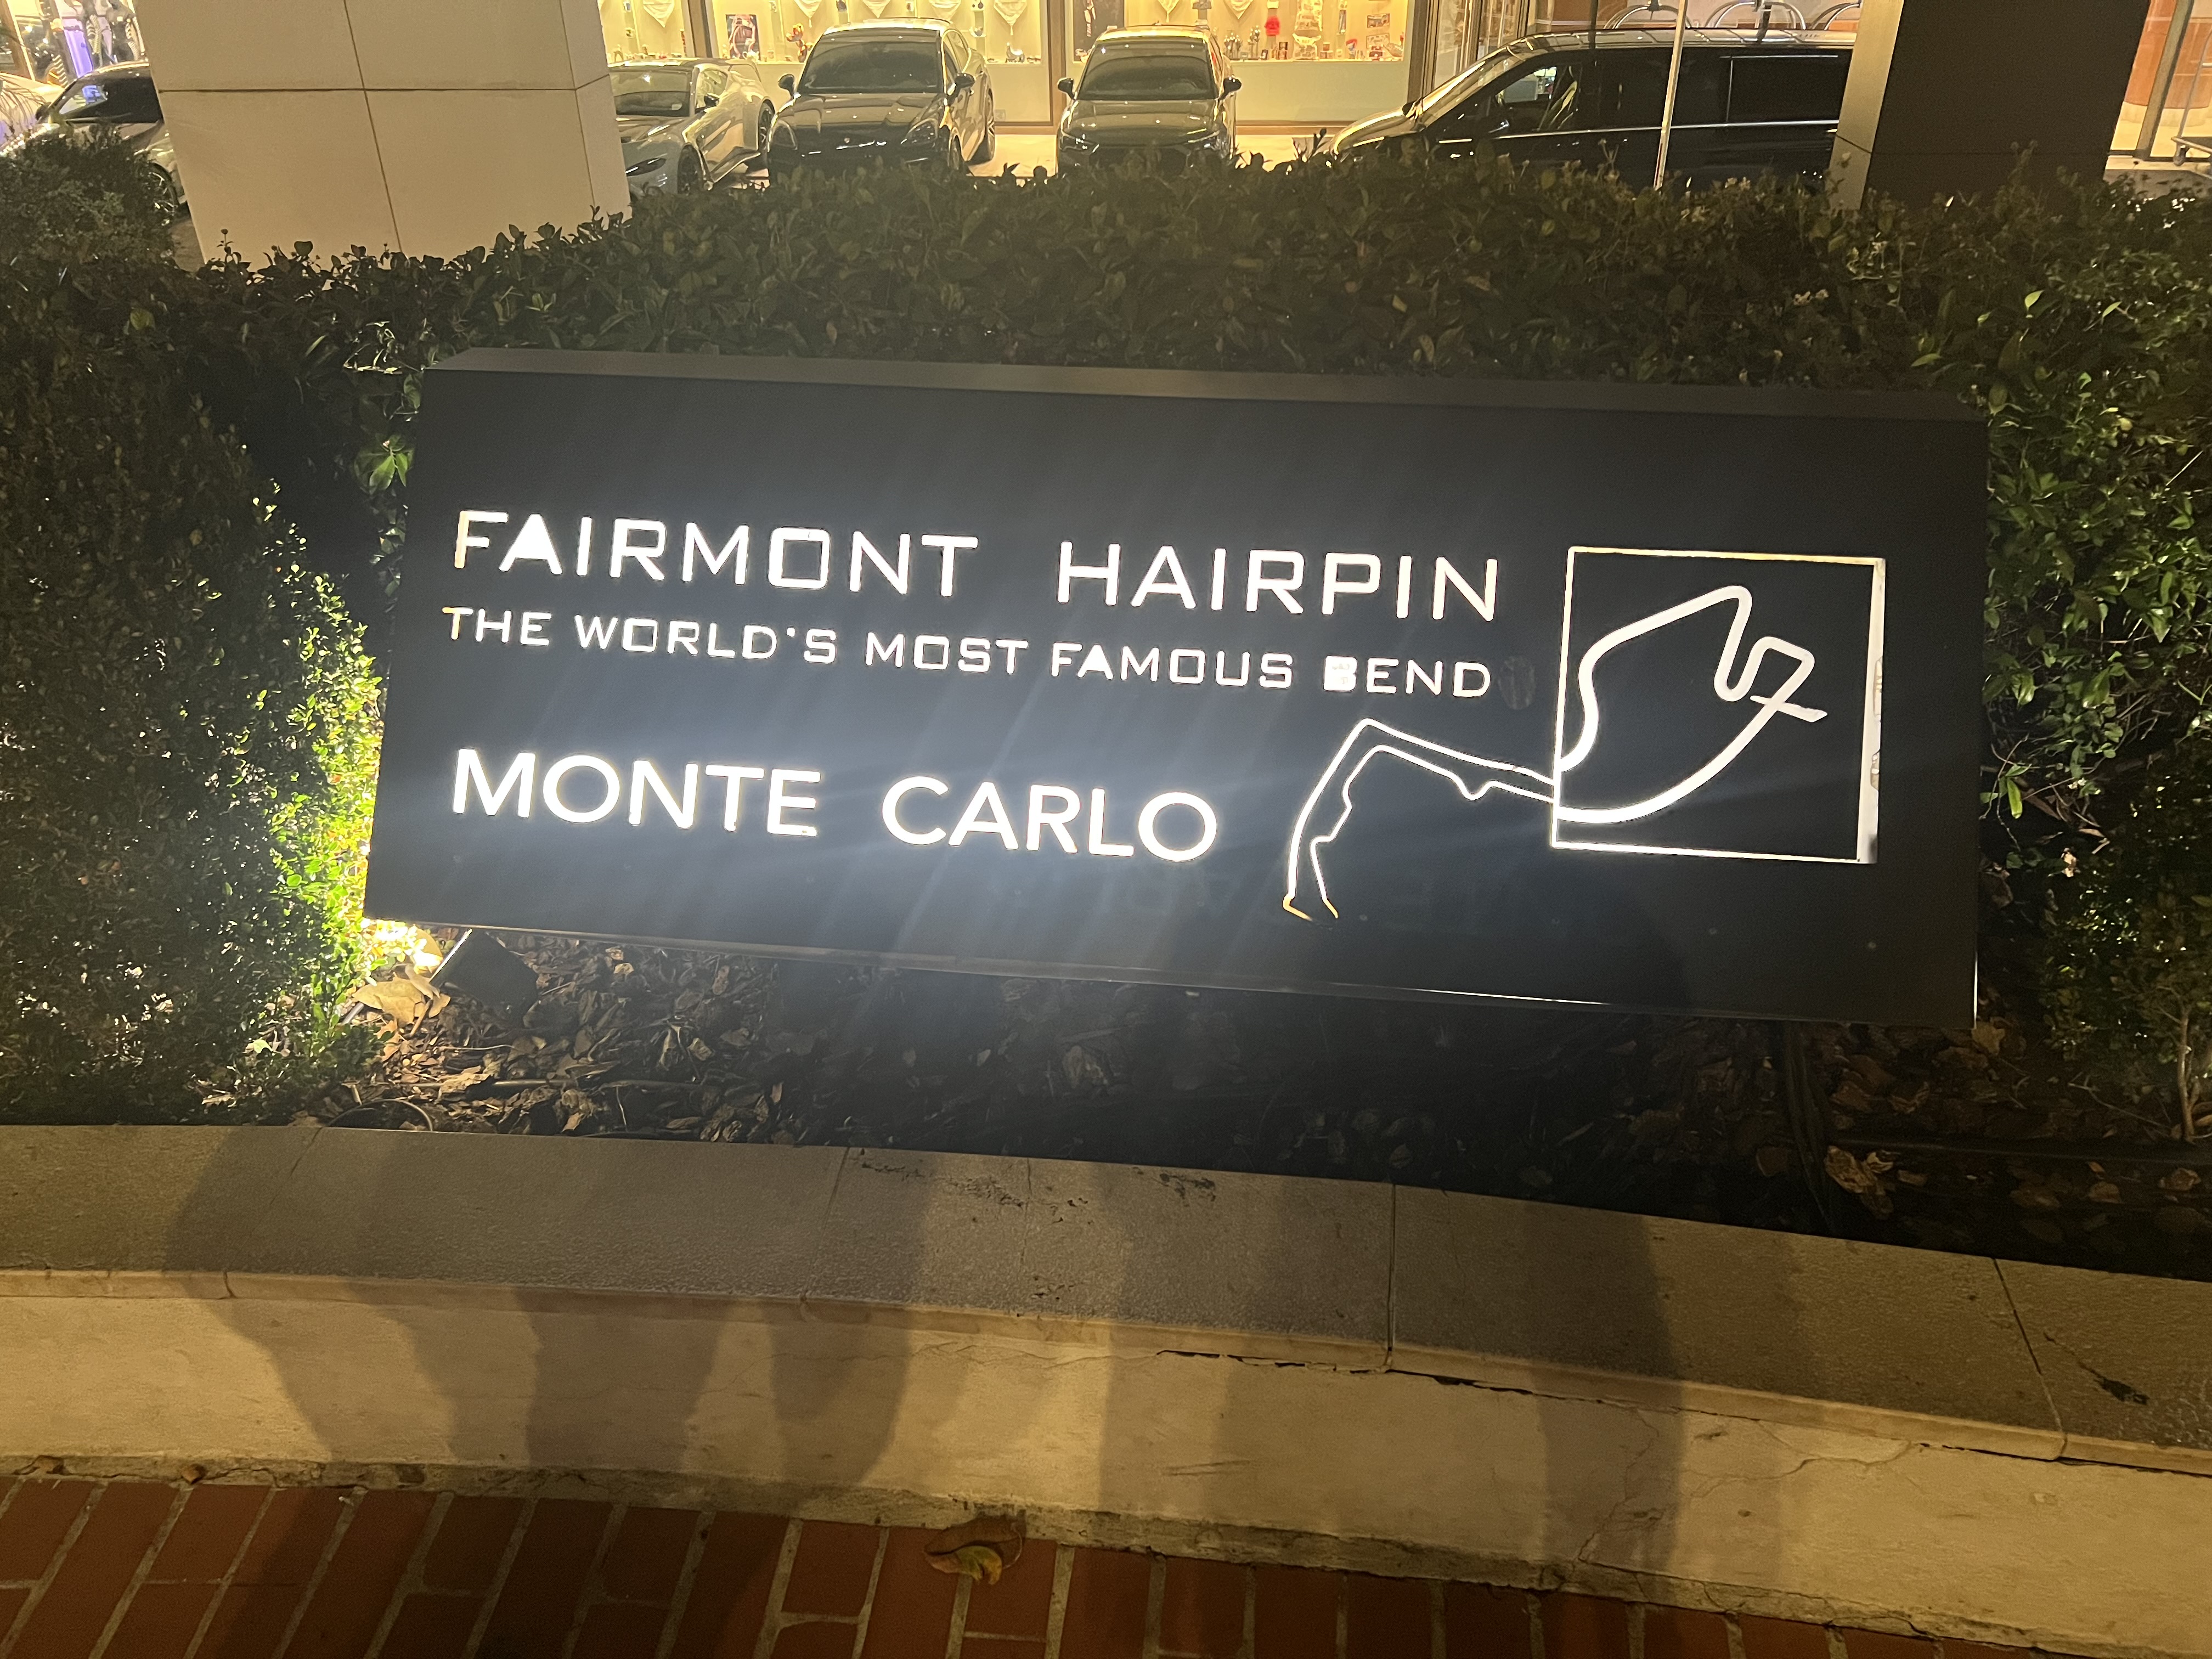 FAIRMONT HAIRPIN
THE WORLD'S MOST FAMOUS BEND
MONTE CARLO